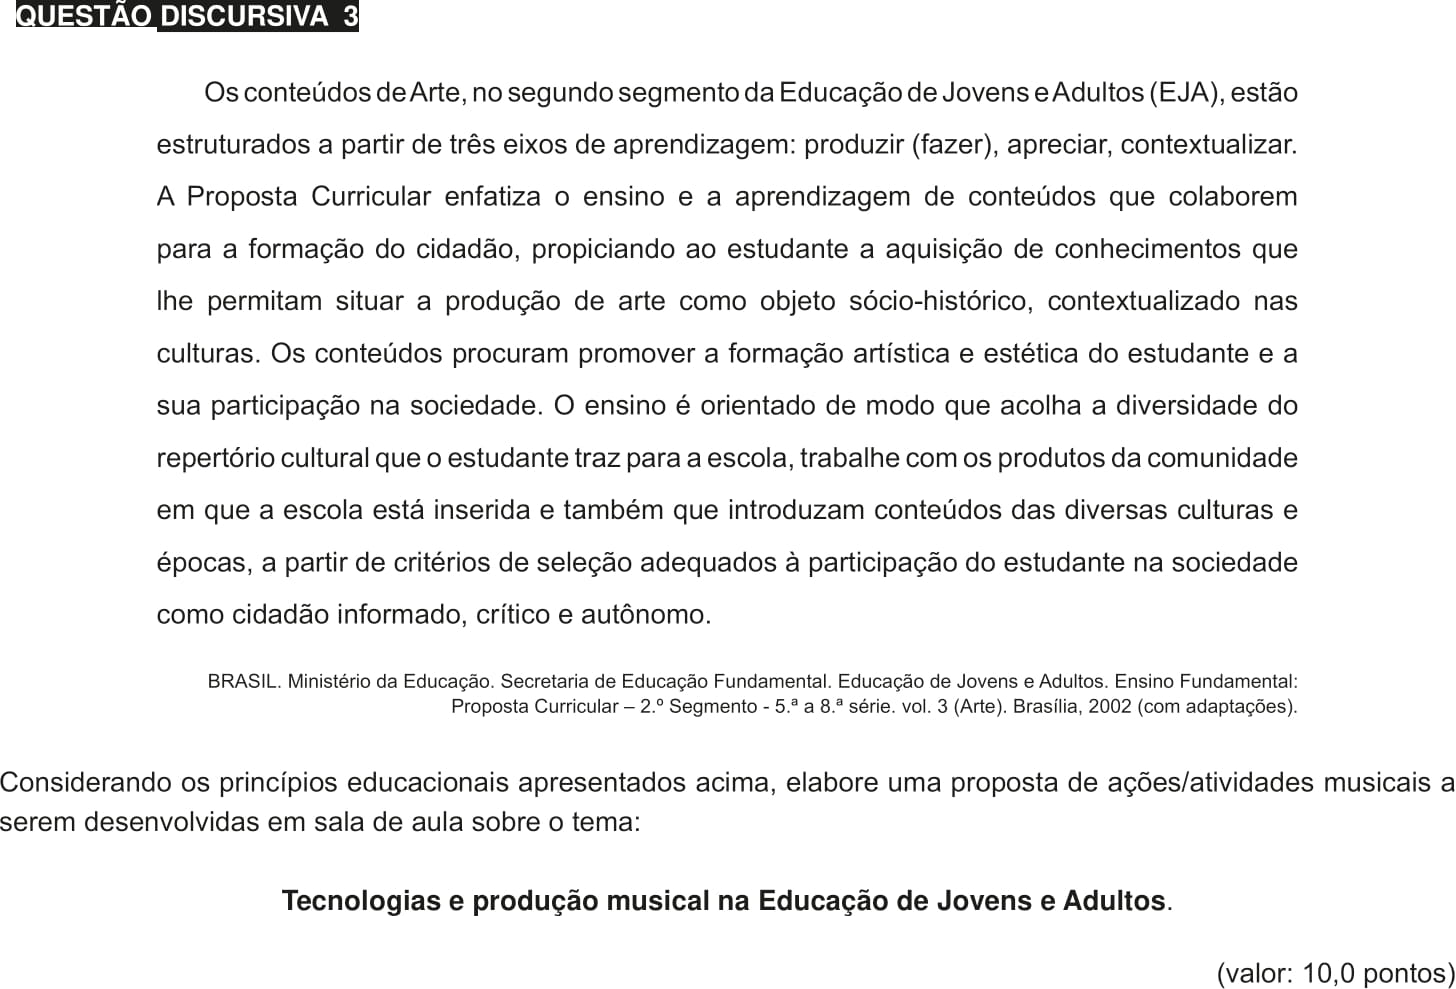 QUESTÃO DISCURSIVA 3
Os conteúdos de Arte, no segundo segmento da Educação de Jovens e Adultos (EJA), estão
estruturados a partir de três eixos de aprendizagem: produzir (fazer), apreciar, contextualizar.
A Proposta Curricular enfatiza o ensino e a aprendizagem de conteúdos que colaborem
para a formação do cidadão, propiciando ao estudante a aquisição de conhecimentos que
lhe permitam situar a produção de arte como objeto sócio-histórico, contextualizado nas
culturas. Os conteúdos procuram promover a formação artística e estética do estudante e a
sua participação na sociedade. O ensino é orientado de modo que acolha a diversidade do
repertório cultural que o estudante traz para a escola, trabalhe com os produtos da comunidade
em que a escola está inserida e também que introduzam conteúdos das diversas culturas e
épocas, a partir de critérios de seleção adequados à participação do estudante na sociedade
como cidadão informado, crítico e autônomo.
BRASIL. Ministério da Educação. Secretaria de Educação Fundamental. Educação de Jovens e Adultos. Ensino Fundamental:
Proposta Curricular – 2.º Segmento - 5.ª a 8.ª série. vol. 3 (Arte). Brasília, 2002 (com adaptações).
Considerando os princípios educacionais apresentados acima, elabore uma proposta de ações/atividades musicais a
serem desenvolvidas em sala de aula sobre o tema:
Tecnologias e produção musical na Educação de Jovens e Adultos.
(valor: 10,0 pontos)